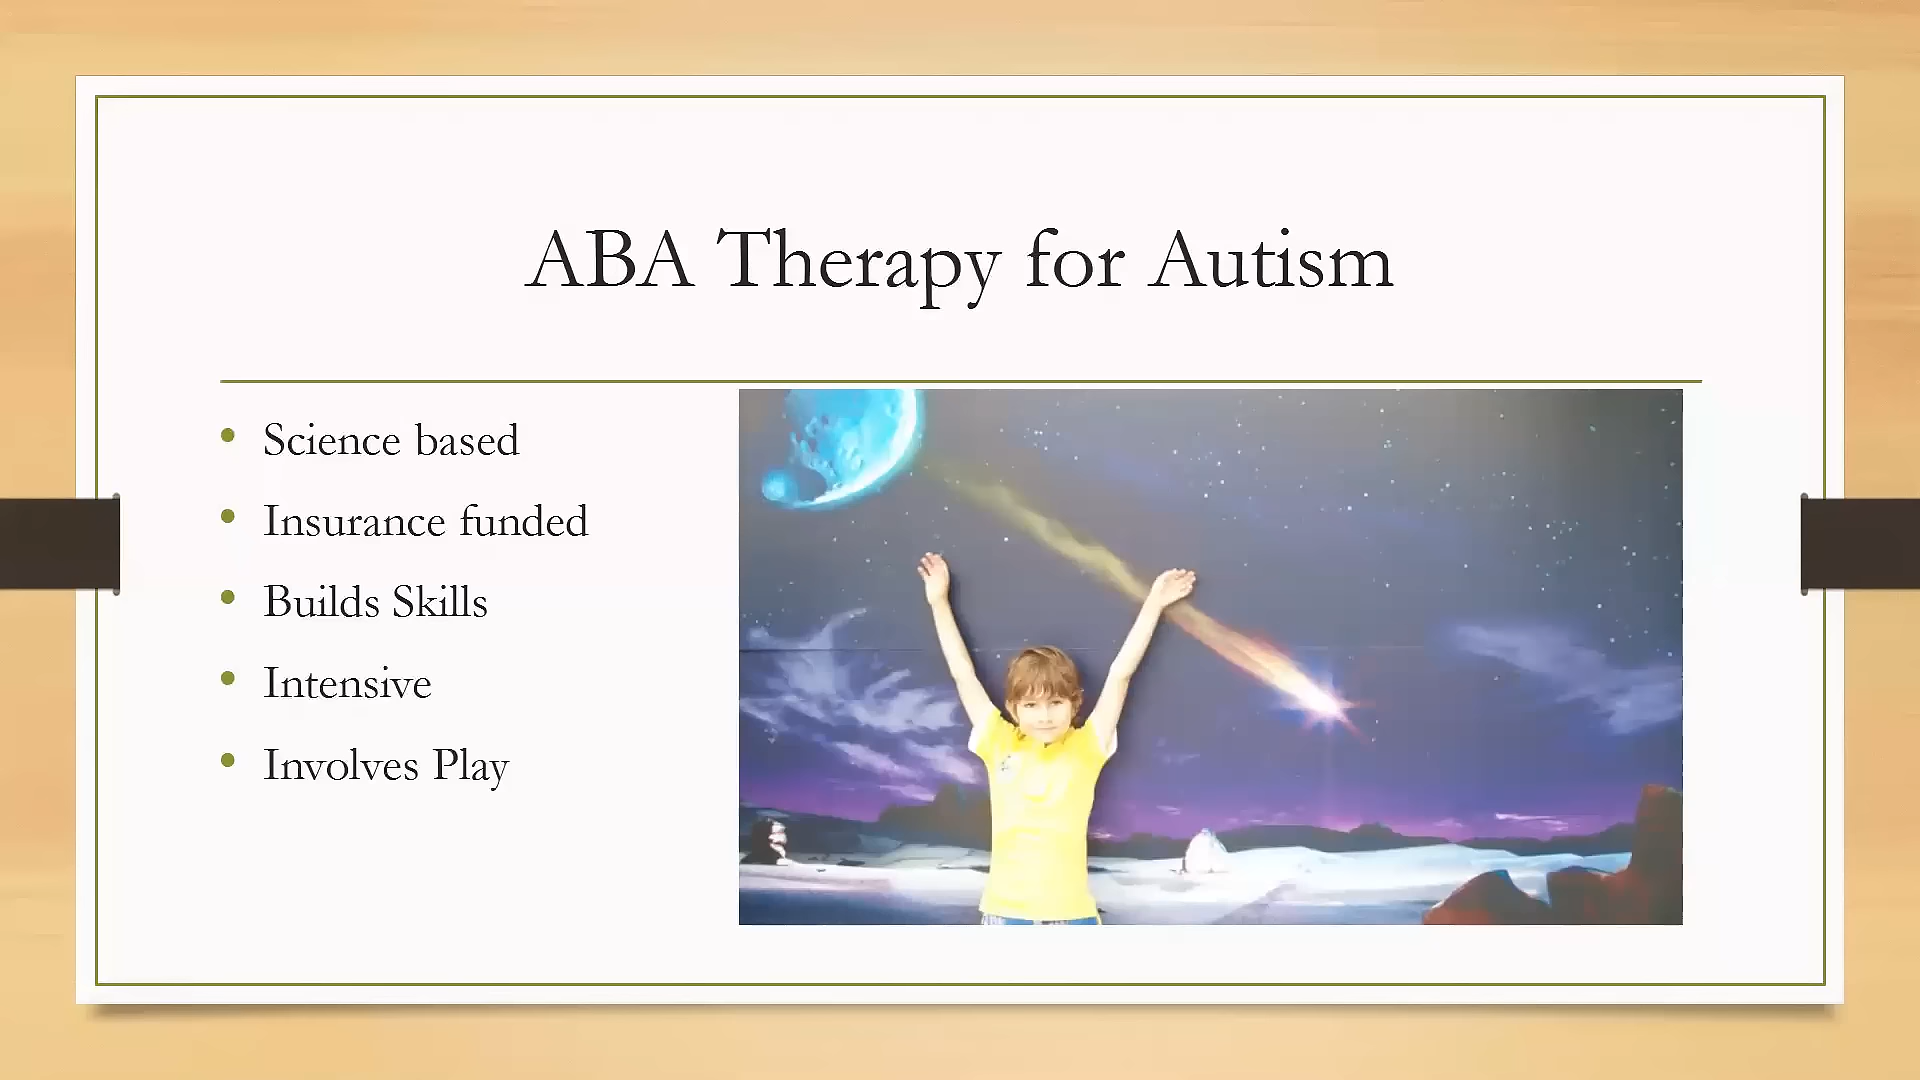 ABA Therapy for Autism
Science based
Insurance funded
Builds Skills
Intensive
Involves Play